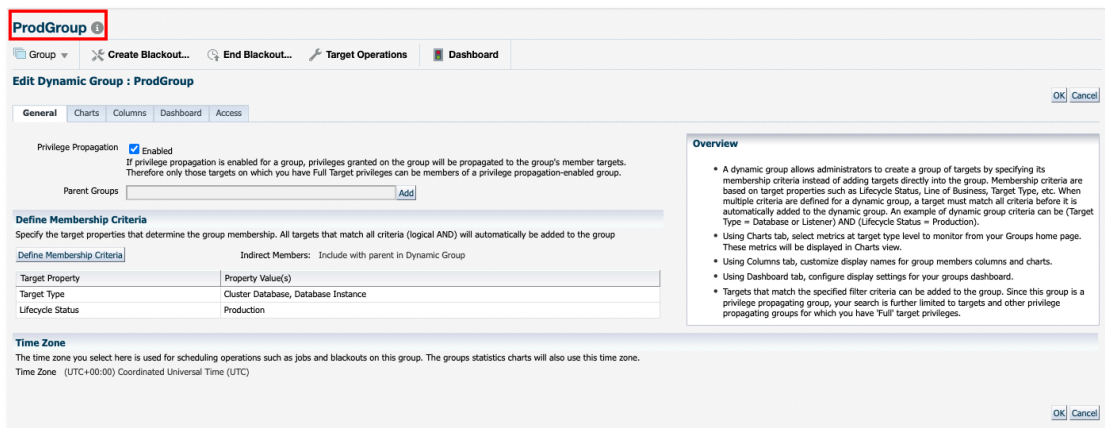 ProdGroup
Group Create Blackout... End Blackout... Target Operations Dashboard
Edit Dynamic Group : ProdGroup
OK Cancel
General Charts Columns Dashboard Access
Privilege Propagation Enabled
If privilege propagation is enabled for a group, privileges granted on the group will be propagated to the group's member targets.
Therefore only those targets on which you have Full Target privileges can be members of a privilege propagation-enabled group.
Parent Groups Add
Define Membership Criteria
Specify the target properties that determine the group membership. All targets that match all criteria (logical AND) will automatically be added to the group
Define Membership Criteria Indirect Members: Include with parent in Dynamic Group
Target Property Property Value(s)
Target Type Cluster Database, Database Instance
Lifecycle Status Production
Overview
A dynamic group allows administrators to create a group of targets by specifying its
membership criteria instead of adding targets directly into the group. Membership criteria are
based on target properties such as Lifecycle Status, Line of Business, Target Type, etc. When
multiple criteria are defined for a dynamic group, a target must match all criteria before it is
automatically added to the dynamic group. An example of dynamic group criteria can be (Target
Type = Database or Listener) AND (Lifecycle Status = Production).
Using Charts tab, select metrics at target type level to monitor from your Groups home page.
These metrics will be displayed in Charts view.
Using Columns tab, customize display names for group members columns and charts.
Using Dashboard tab, configure display settings for your groups dashboard.
Targets that match the specified filter criteria can be added to the group. Since this group is a
privilege propagating group, your search is further limited to targets and other privilege
propagating groups for which you have 'Full' target privileges.
Time Zone
The time zone you select here is used for scheduling operations such as jobs and blackouts on this group. The groups statistics charts will also use this time zone.
Time Zone (UTC+00:00) Coordinated Universal Time (UTC)
OK Cancel